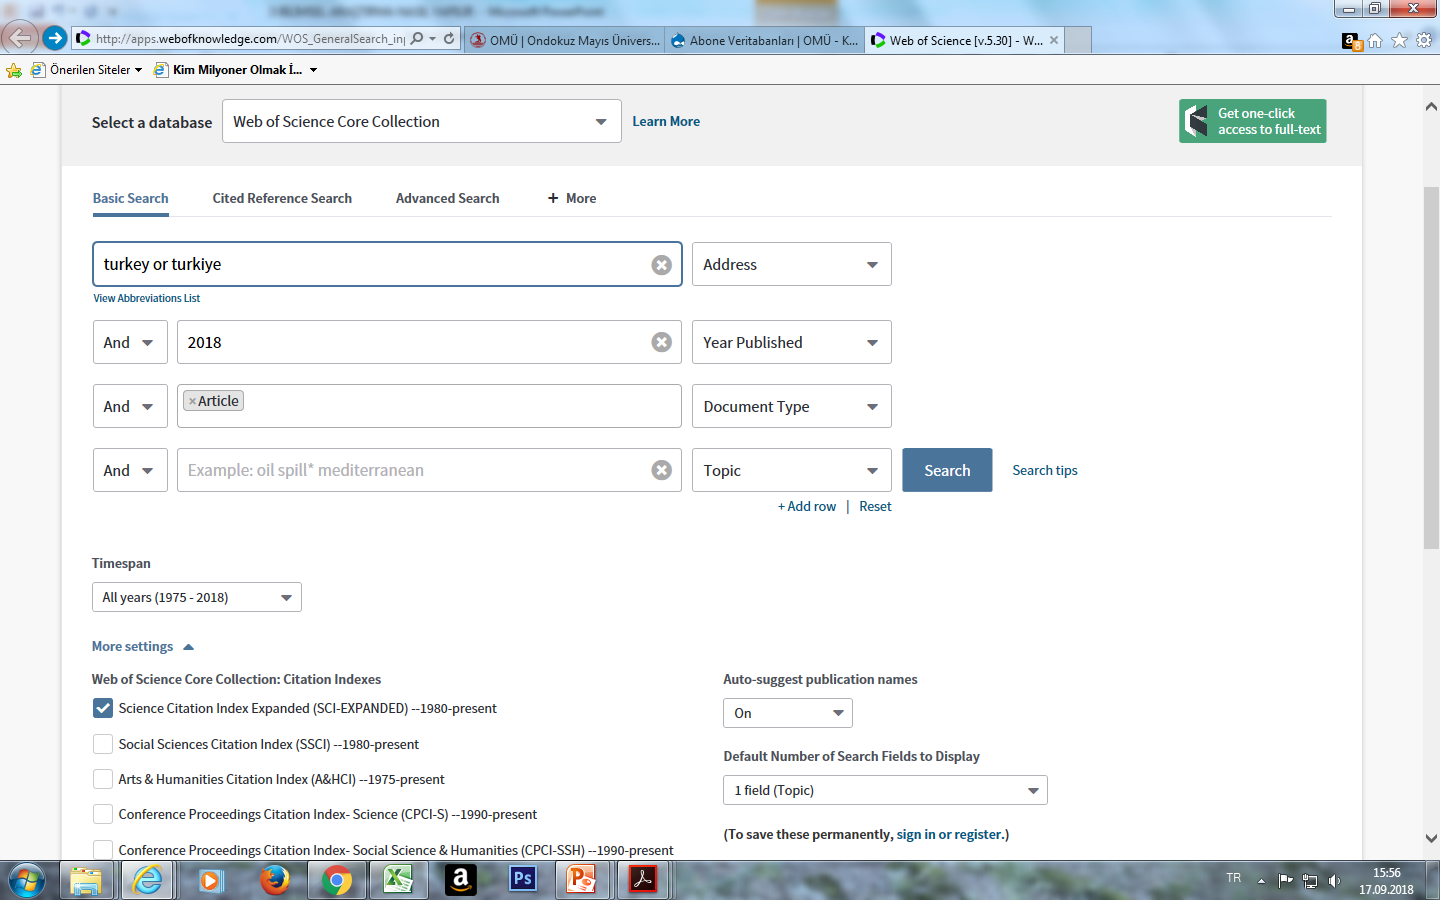 http://apps.webofknowledge.com/WOS_GeneralSearch_in
OMÜ | Ondokuz Mayıs Ünivers...
Abone Veritabanları | OMÜ - K...
Web of Science [v.5.30] - W...
Önerilen Siteler
Kim Milyoner Olmak İ...
Select a database
Web of Science Core Collection
Learn More
Get one-click
access to full-text
Basic Search
Cited Reference Search
Advanced Search
+ More
turkey or turkiye
Address
View Abbreviations List
And
2018
Year Published
And
×Article
Document Type
And
Example: oil spill* mediterranean
Topic
Search
Search tips
+ Add row | Reset
Timespan
All years (1975 - 2018)
More settings
Web of Science Core Collection: Citation Indexes
Auto-suggest publication names
Science Citation Index Expanded (SCI-EXPANDED) --1980-present
On
Social Sciences Citation Index (SSCI) --1980-present
Default Number of Search Fields to Display
Arts & Humanities Citation Index (A&HCI) --1975-present
1 field (Topic)
Conference Proceedings Citation Index- Science (CPCI-S) --1990-present
(To save these permanently, sign in or register.)
Conference Proceedings Citation Index- Social Science & Humanities (CPCI-SSH) --1990-present
TR
15:56
17.09.2018